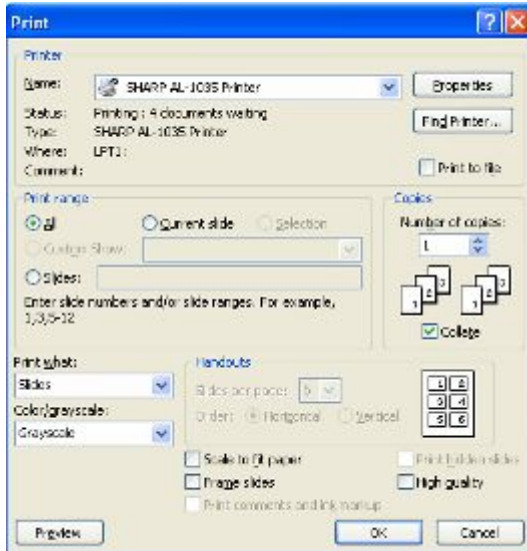 Print
Printer
Name: SHARP AL-1035 Printer Properties
Status: Printing: 4 documents waiting Find Printer...
Type: SHARP AL-1035 Printer
Where: LPT1:
Comment: Print to file
Print range Copies
All Current slide Selection Number of copies:
Custom Show: 1
Slides:
Enter slide numbers and/or slide ranges. For example,
1,3,5-12
Collate
Print what: Handouts
Slides Slides per page: 6
Color/grayscale: Order: Horizontal Vertical
Grayscale
Scale to fit paper Print hidden slides
Frame slides High quality
Print comments and ink markup
Preview OK Cancel